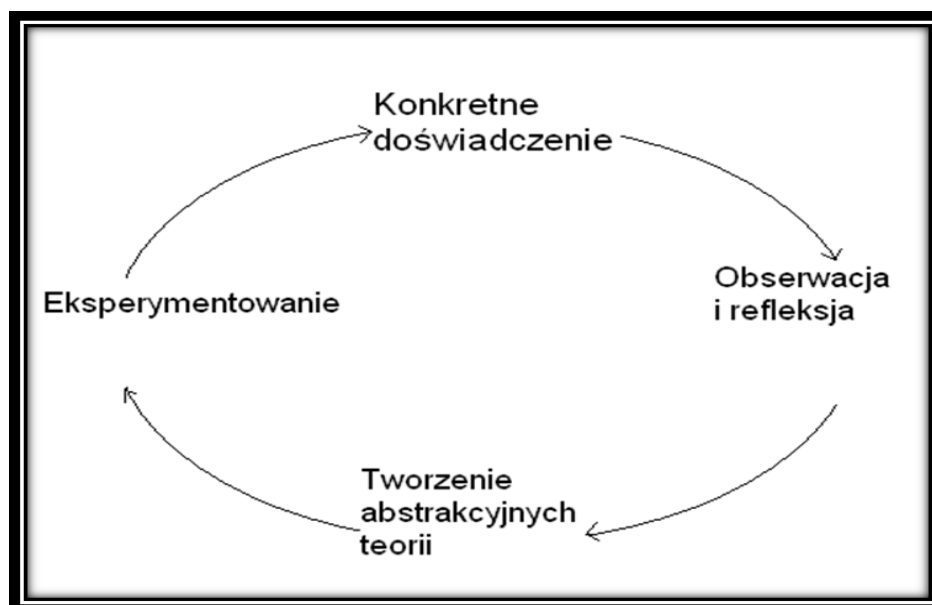 Konkretne
doświadczenie
Obserwacja
i refleksja
Eksperymentowanie
Tworzenie
abstrakcyjnych
teorii